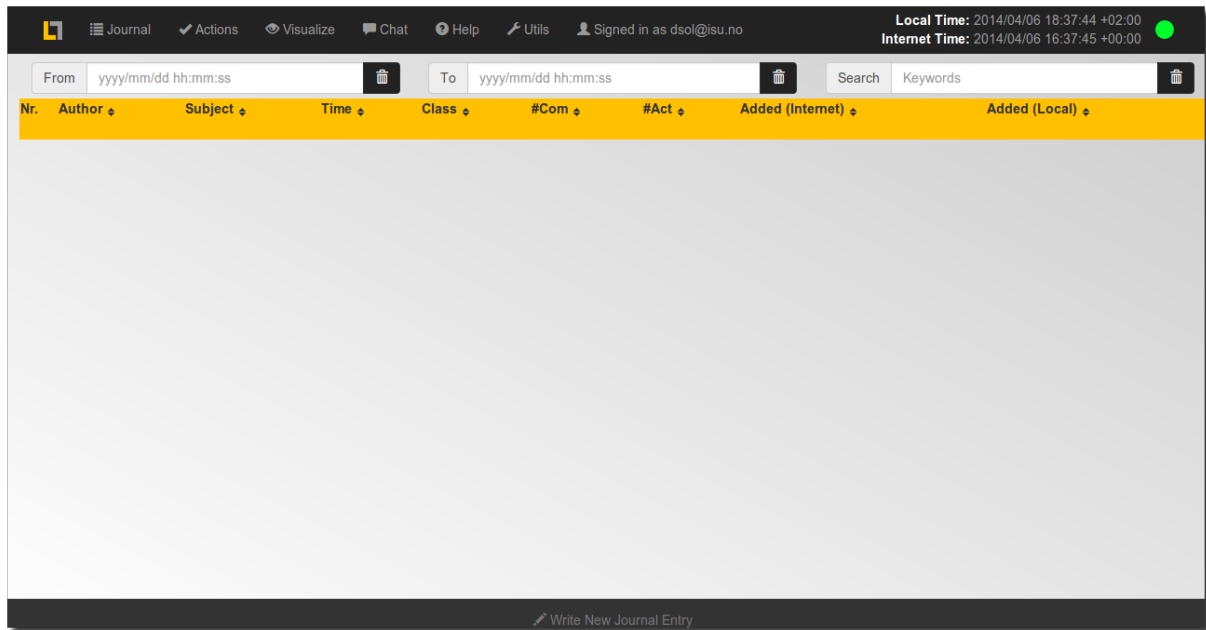 Journal Actions Visualize Chat Help Utils Signed in as dsol@isu.no
Local Time: 2014/04/06 18:37:44 +02:00
Internet Time: 2014/04/06 16:37:45 +00:00
From yyyy/mm/dd hh:mm:ss To yyyy/mm/dd hh:mm:ss Search Keywords
Nr. Author Subject Time Class #Com #Act Added (Internet) Added (Local)
Write New Journal Entry